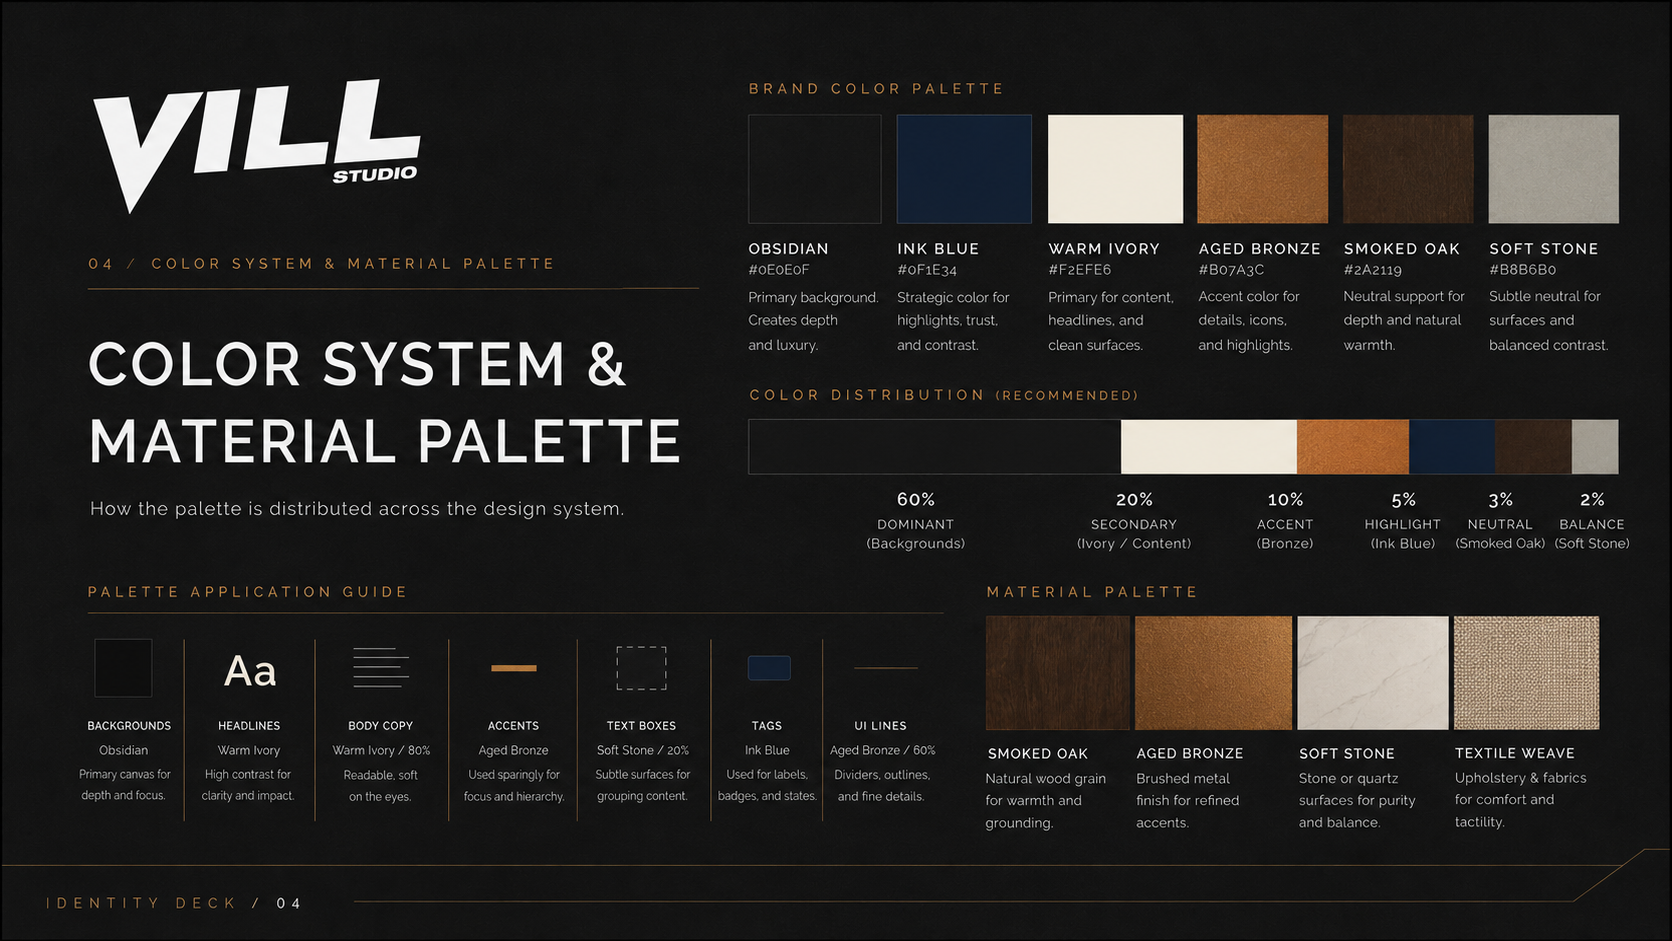 VILL
STUDIO
04 / COLOR SYSTEM & MATERIAL PALETTE
COLOR SYSTEM &
MATERIAL PALETTE
How the palette is distributed across the design system.
BRAND COLOR PALETTE
OBSIDIAN
#0E0E0F
Primary background.
Creates depth
and luxury.
INK BLUE
#0F1E34
Strategic color for
highlights, trust,
and contrast.
WARM IVORY
#F2EFE6
Primary for content,
headlines, and
clean surfaces.
AGED BRONZE
#B07A3C
Accent color for
details, icons,
and highlights.
SMOKED OAK
#2A2119
Neutral support for
depth and natural
warmth.
SOFT STONE
#B8B6B0
Subtle neutral for
surfaces and
balanced contrast.
COLOR DISTRIBUTION (RECOMMENDED)
60%
DOMINANT
(Backgrounds)
20%
SECONDARY
(Ivory / Content)
10%
ACCENT
(Bronze)
5%
HIGHLIGHT
(Ink Blue)
3%
NEUTRAL
(Smoked Oak)
2%
BALANCE
(Soft Stone)
PALETTE APPLICATION GUIDE
BACKGROUNDS
Obsidian
Primary canvas for
depth and focus.
Aa
HEADLINES
Warm Ivory
High contrast for
clarity and impact.
BODY COPY
Warm Ivory / 80%
Readable, soft
on the eyes.
ACCENTS
Aged Bronze
Used sparingly for
focus and hierarchy.
TEXT BOXES
Soft Stone / 20%
Subtle surfaces for
grouping content.
TAGS
Ink Blue
Used for labels,
badges, and states.
UI LINES
Aged Bronze / 60%
Dividers, outlines,
and fine details.
MATERIAL PALETTE
SMOKED OAK
Natural wood grain
for warmth and
grounding.
AGED BRONZE
Brushed metal
finish for refined
accents.
SOFT STONE
Stone or quartz
surfaces for purity
and balance.
TEXTILE WEAVE
Upholstery & fabrics
for comfort and
tactility.
IDENTITY DECK / 04